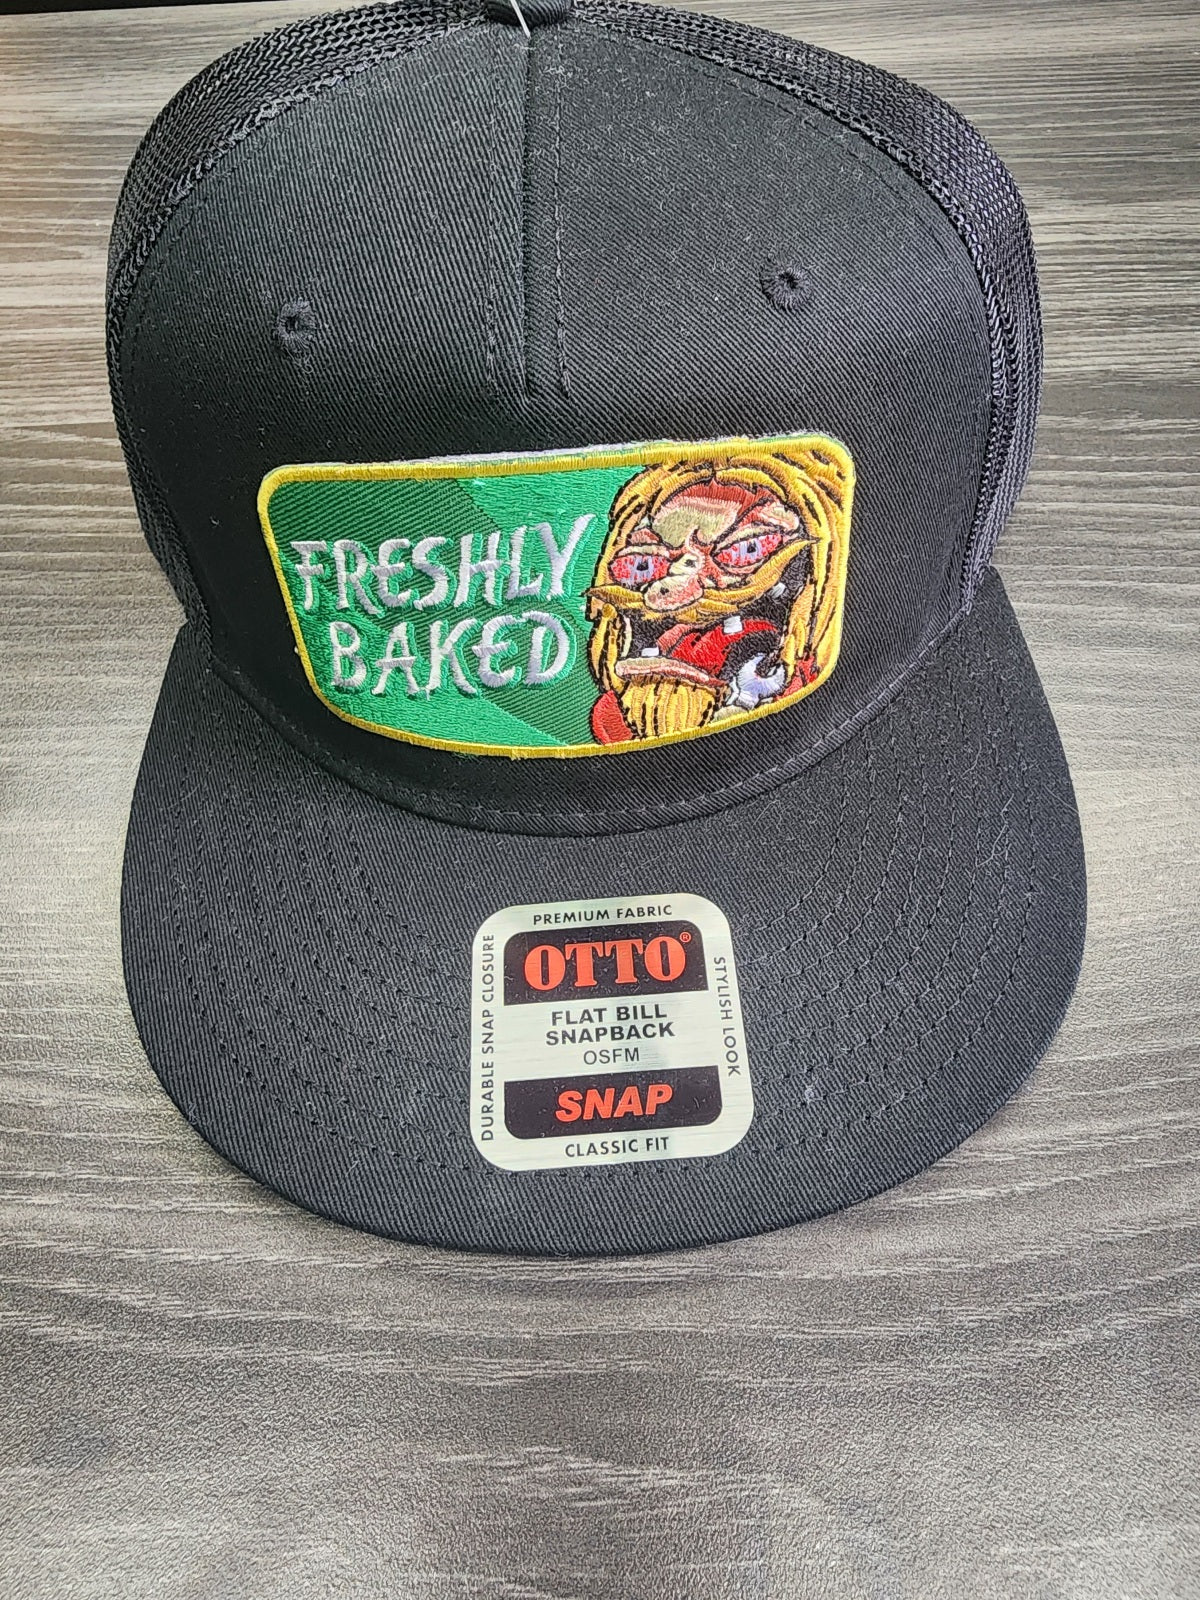 FRESHLY
BAKED
PREMIUM FABRIC
OTTO®
DURABLE SNAP CLOSURE
STYLISH LOOK
FLAT BILL
SNAPBACK
OSFM
SNAP
CLASSIC FIT